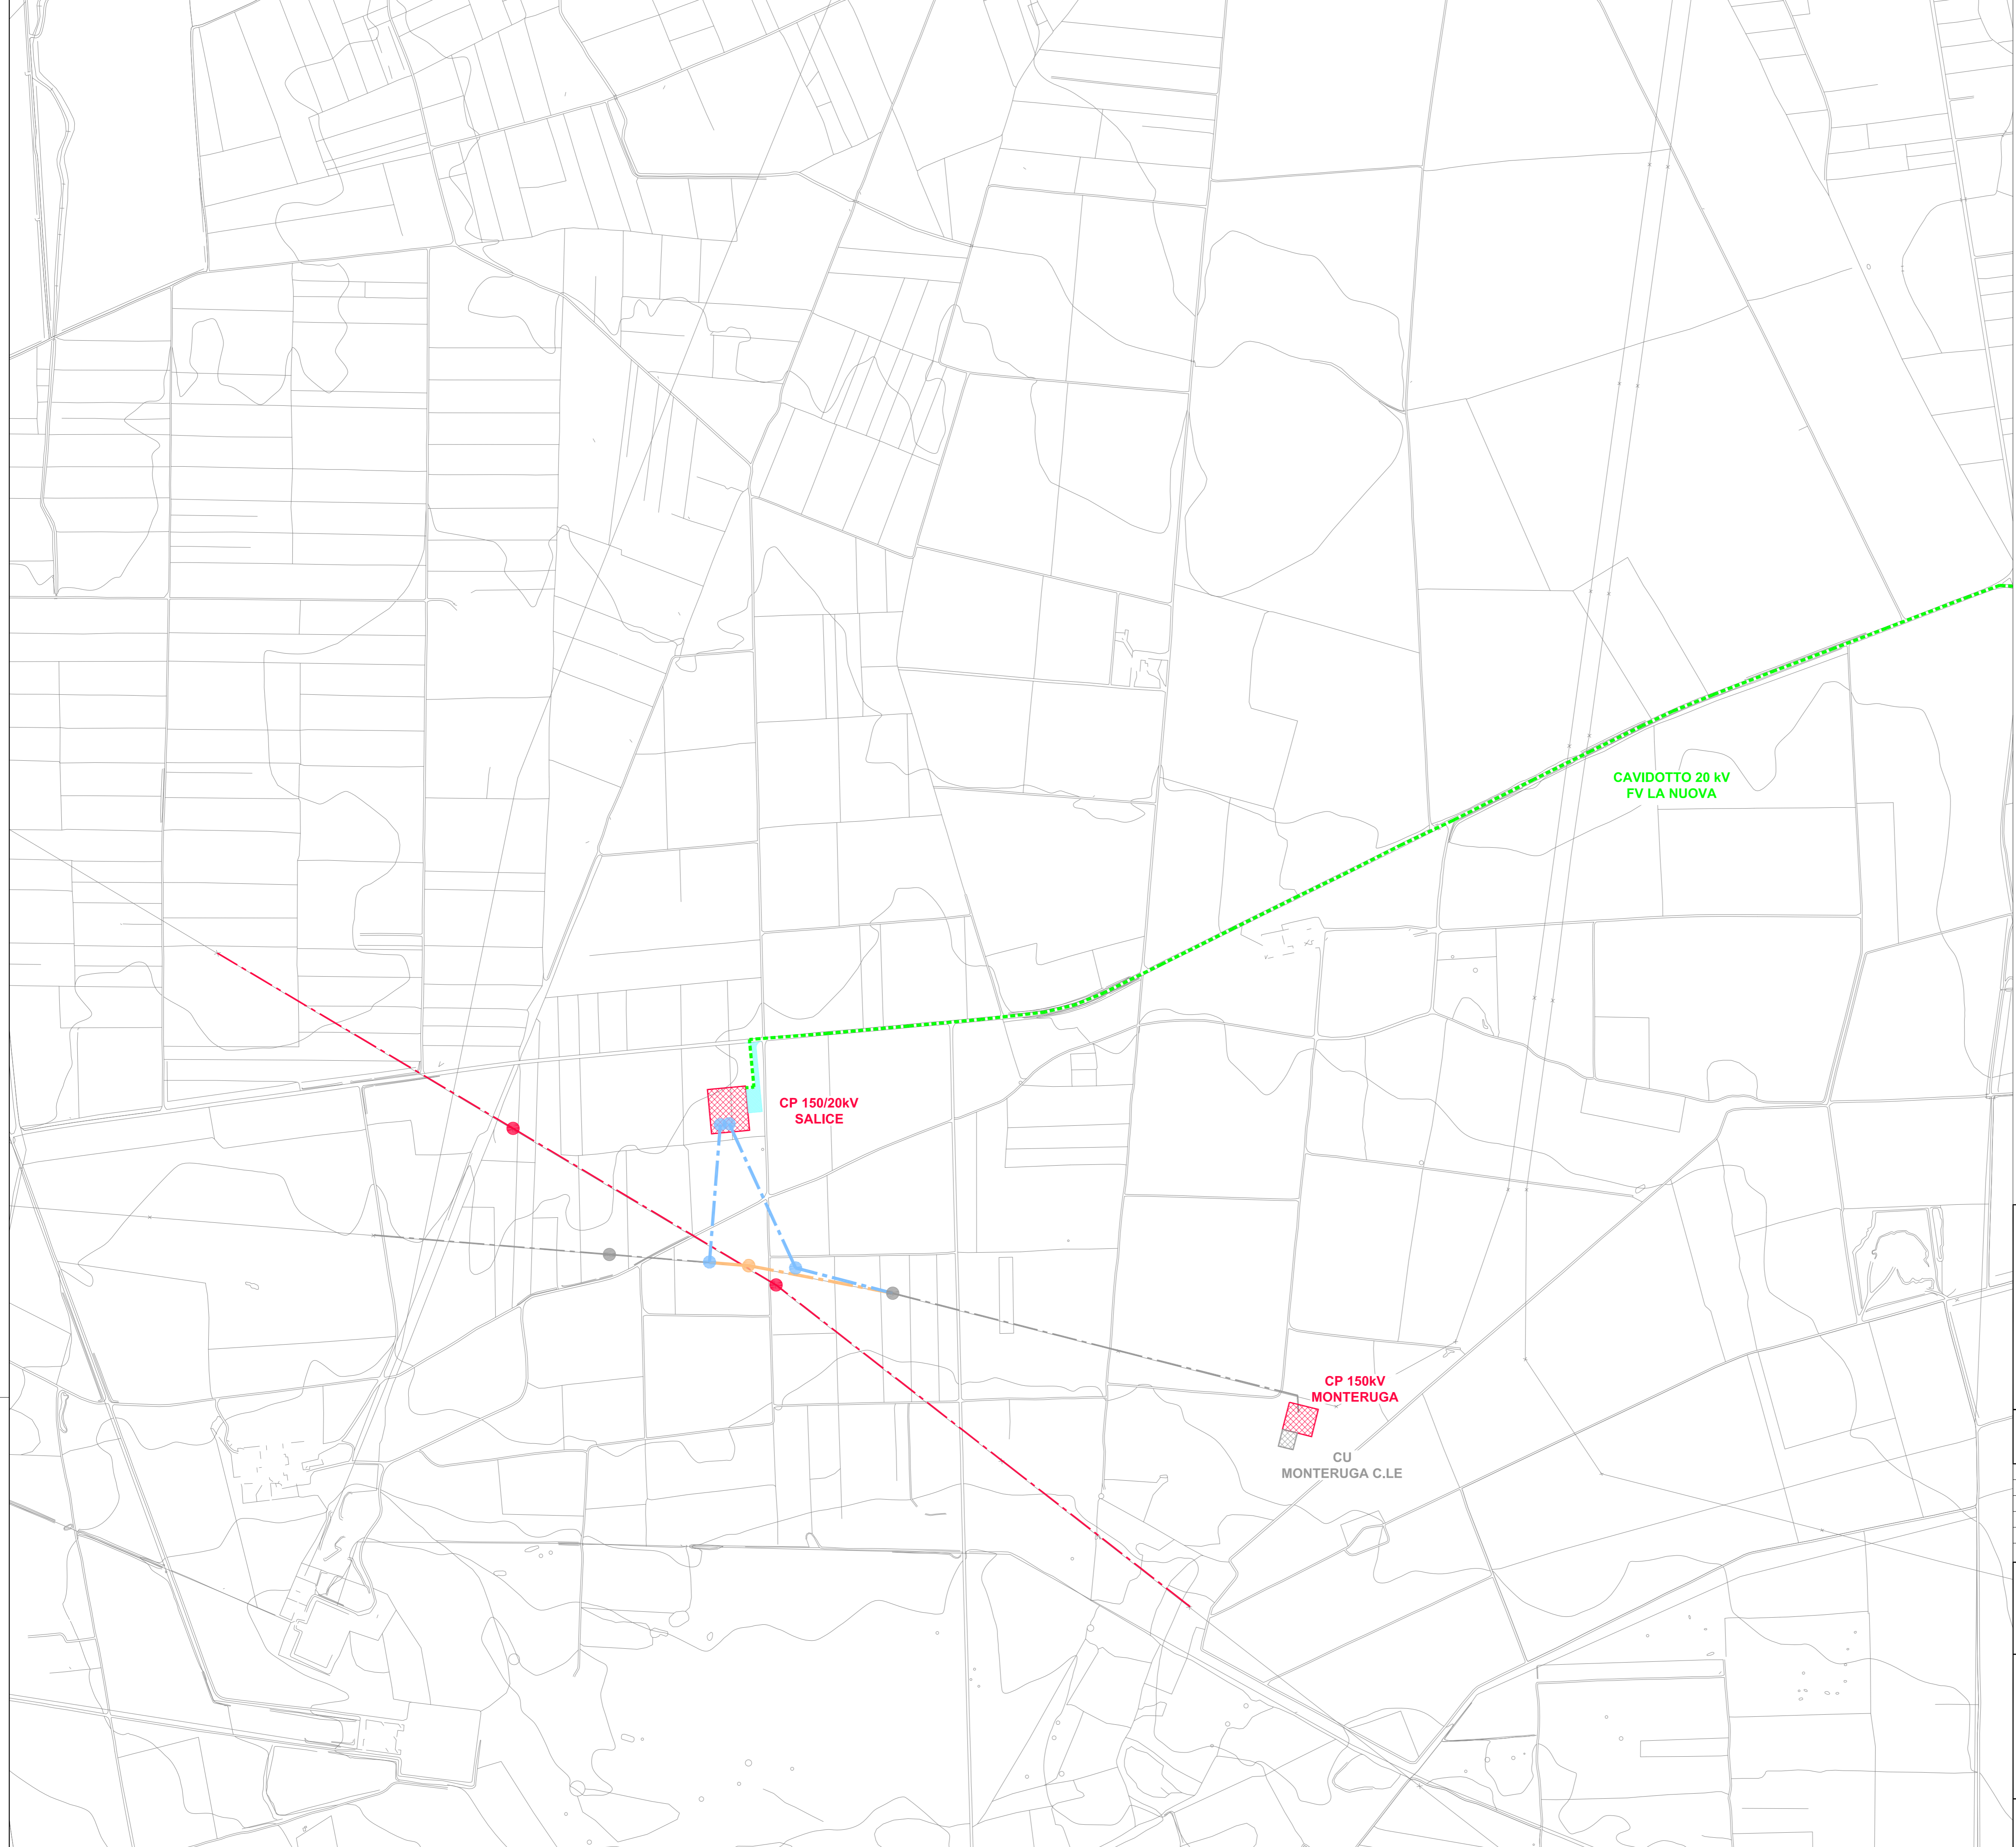 CAVIDOTTO 20 kV
FV LA NUOVA
CP 150/20kV
SALICE
CP 150kV
MONTERUGA
CU
MONTERUGA C.LE